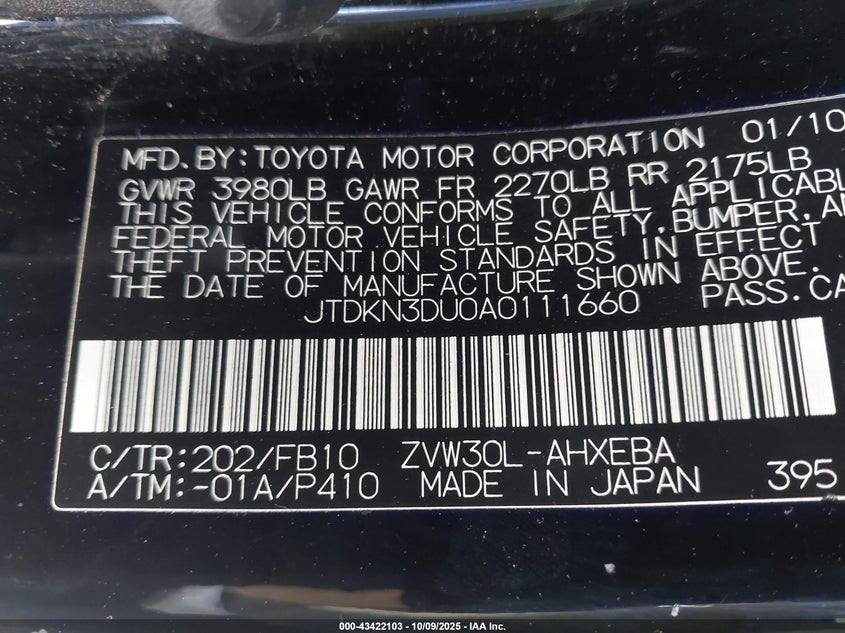 MFD. BY: TOYOTA MOTOR CORPORATION 01/10
GVWR 3980LB GAWR FR 2270LB RR 2175LB
THIS VEHICLE CONFORMS TO ALL APPLICABL
FEDERAL MOTOR VEHICLE SAFETY, BUMPER, AN
THEFT PREVENTION STANDARDS IN EFFECT
THE DATE OF MANUFACTURE SHOWN ABOVE.
JTDKN3DU0A0111660 PASS. CA
C/TR: 202/FB10 ZVW30L-AHXEBA
A/TM: -01A/P410 MADE IN JAPAN 395
000-43422103 - 10/09/2025 - IAA Inc.